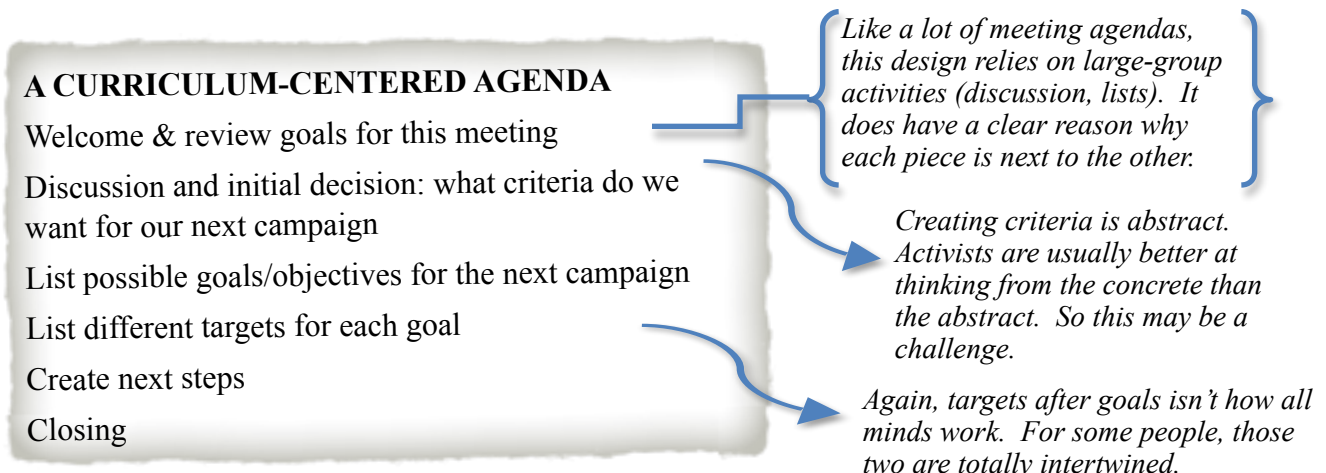 A CURRICULUM-CENTERED AGENDA
Welcome & review goals for this meeting
Discussion and initial decision: what criteria do we
want for our next campaign
List possible goals/objectives for the next campaign
List different targets for each goal
Create next steps
Closing
Like a lot of meeting agendas,
this design relies on large-group
activities (discussion, lists).  It
does have a clear reason why
each piece is next to the other.
Creating criteria is abstract.
Activists are usually better at
thinking from the concrete than
the abstract.  So this may be a
challenge.
Again, targets after goals isn’t how all
minds work.  For some people, those
two are totally intertwined.